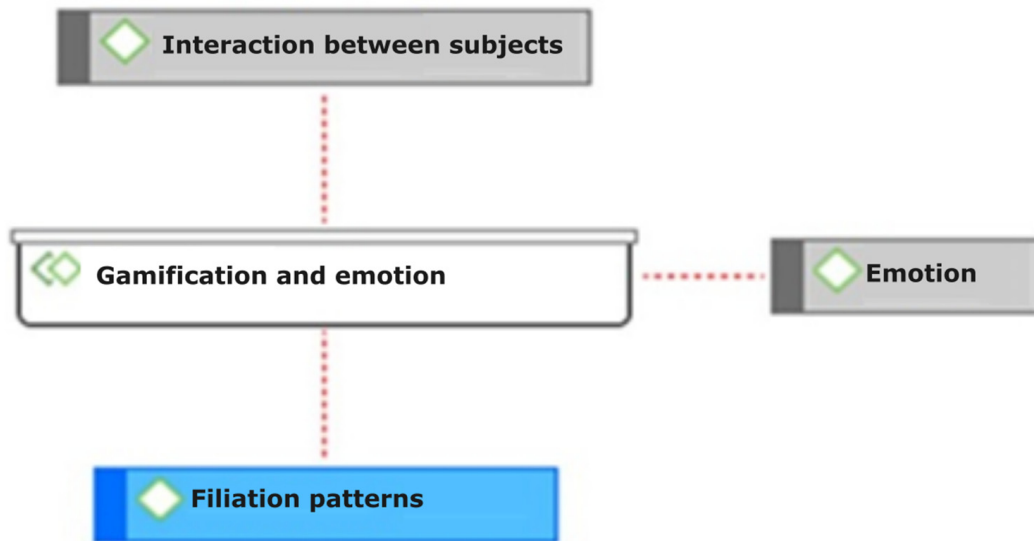 Interaction between subjects
Gamification and emotion
Emotion
Filiation patterns